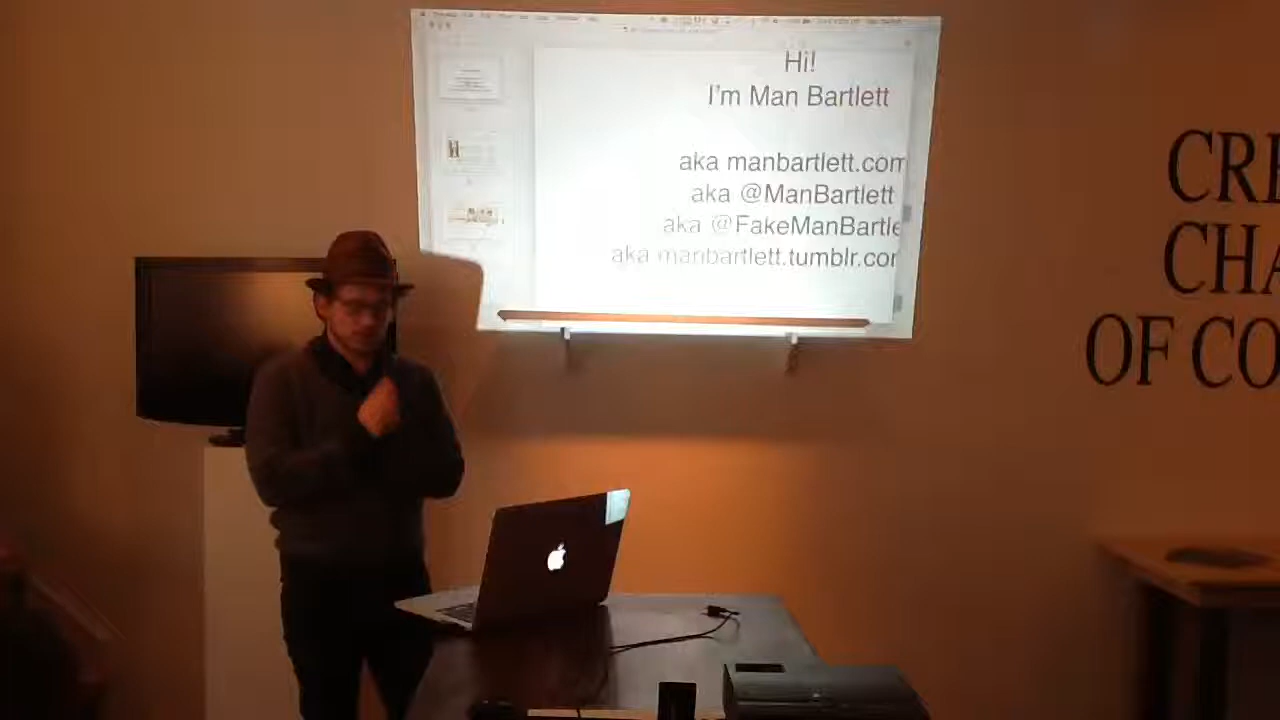 Hi!
I'm Man Bartlett
aka manbartlett.com
aka @ManBartlett
aka @FakeManBartle
aka manbartlett.tumblr.cor
CRE
CHA
OF CO